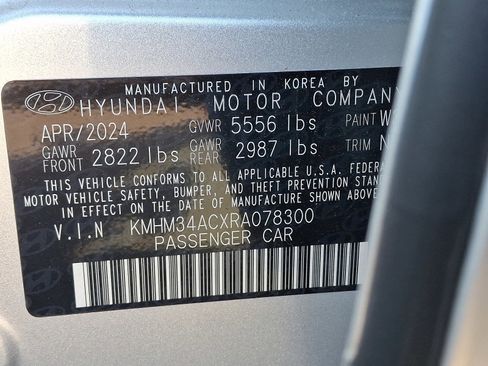 MANUFACTURED IN KOREA BY
HYUNDAI MOTOR COMPANY
APR/2024 GVWR 5556 lbs PAINT W
GAWR FRONT 2822 lbs GAWR REAR 2987 lbs TRIM N
THIS VEHICLE CONFORMS TO ALL APPLICABLE U.S.A. FEDERAL
MOTOR VEHICLE SAFETY, BUMPER, AND THEFT PREVENTION STAN
IN EFFECT ON THE DATE OF MANUFACTURE SHOWN ABOVE.
V.I.N KMHM34ACXRA078300
PASSENGER CAR